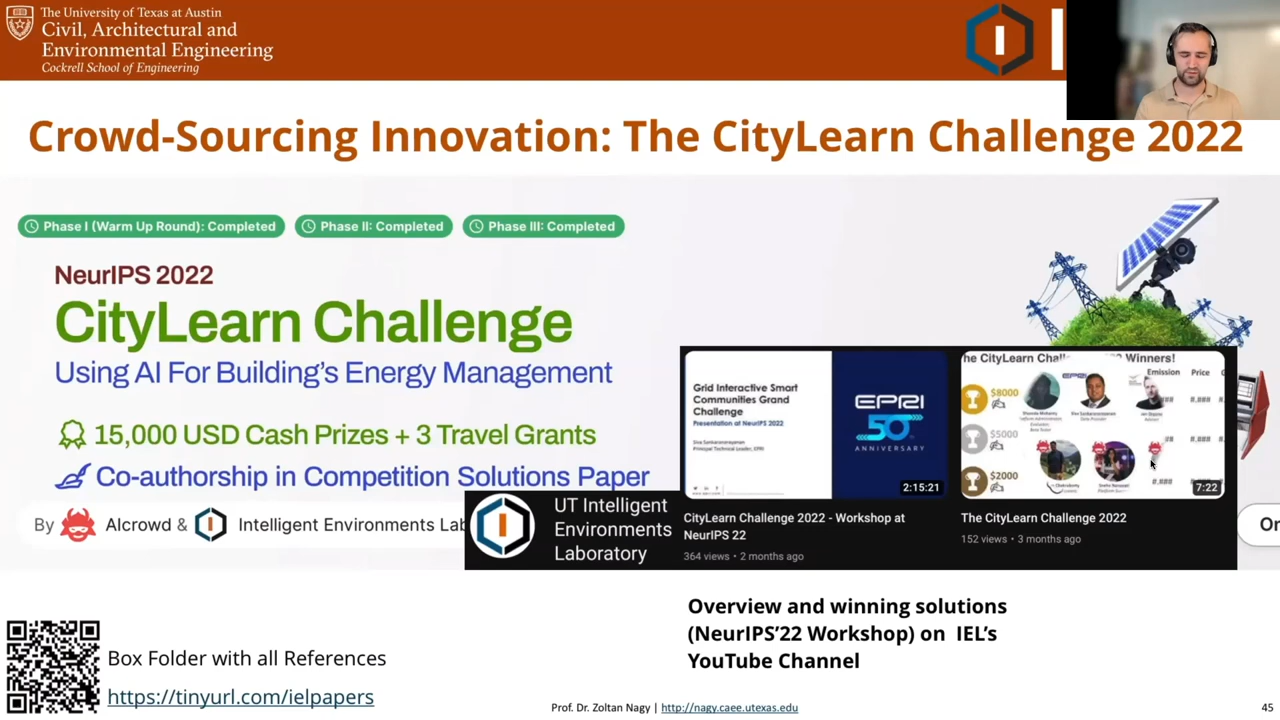 The University of Texas at Austin
Civil, Architectural and
Environmental Engineering
Cockrell School of Engineering
Crowd-Sourcing Innovation: The CityLearn Challenge 2022
Phase I (Warm Up Round): Completed
Phase II: Completed
Phase III: Completed
NeurIPS 2022
CityLearn Challenge
Using AI For Building's Energy Management
15,000 USD Cash Prizes + 3 Travel Grants
Co-authorship in Competition Solutions Paper
By AIcrowd & Intelligent Environments Lab
Grid Interactive Smart
Communities Grand
Challenge
Presentation at NeurIPS 2022
Principal Technical Leader, EPRI
EPRI
50
ANNIVERSARY
2:15:21
Winners!
Emission Price
$8000
$5000
$2000
7:22
UT Intelligent
Environments
Laboratory
CityLearn Challenge 2022 - Workshop at
NeurIPS 22
364 views • 2 months ago
The CityLearn Challenge 2022
152 views • 3 months ago
Overview and winning solutions
(NeurIPS'22 Workshop) on IEL's
YouTube Channel
Box Folder with all References
https://tinyurl.com/ielpapers
Prof. Dr. Zoltan Nagy | http://nagy.caee.utexas.edu
45